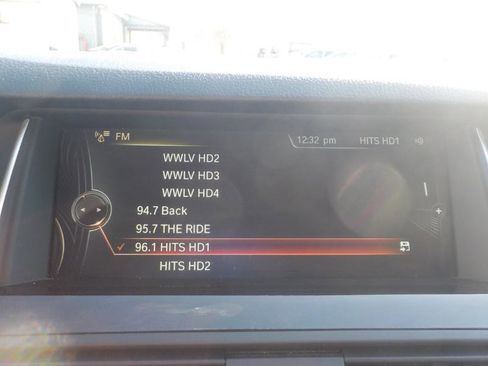 FM 12:32 pm HITS HD1
WWLV HD2
WWLV HD3
WWLV HD4
94.7 Back
95.7 THE RIDE
96.1 HITS HD1
HITS HD2